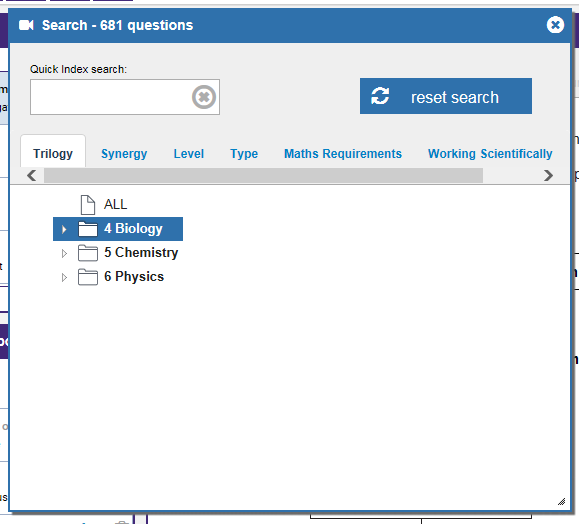 Search - 681 questions
Quick Index search:
reset search
Trilogy Synergy Level Type Maths Requirements Working Scientifically
ALL
4 Biology
5 Chemistry
6 Physics